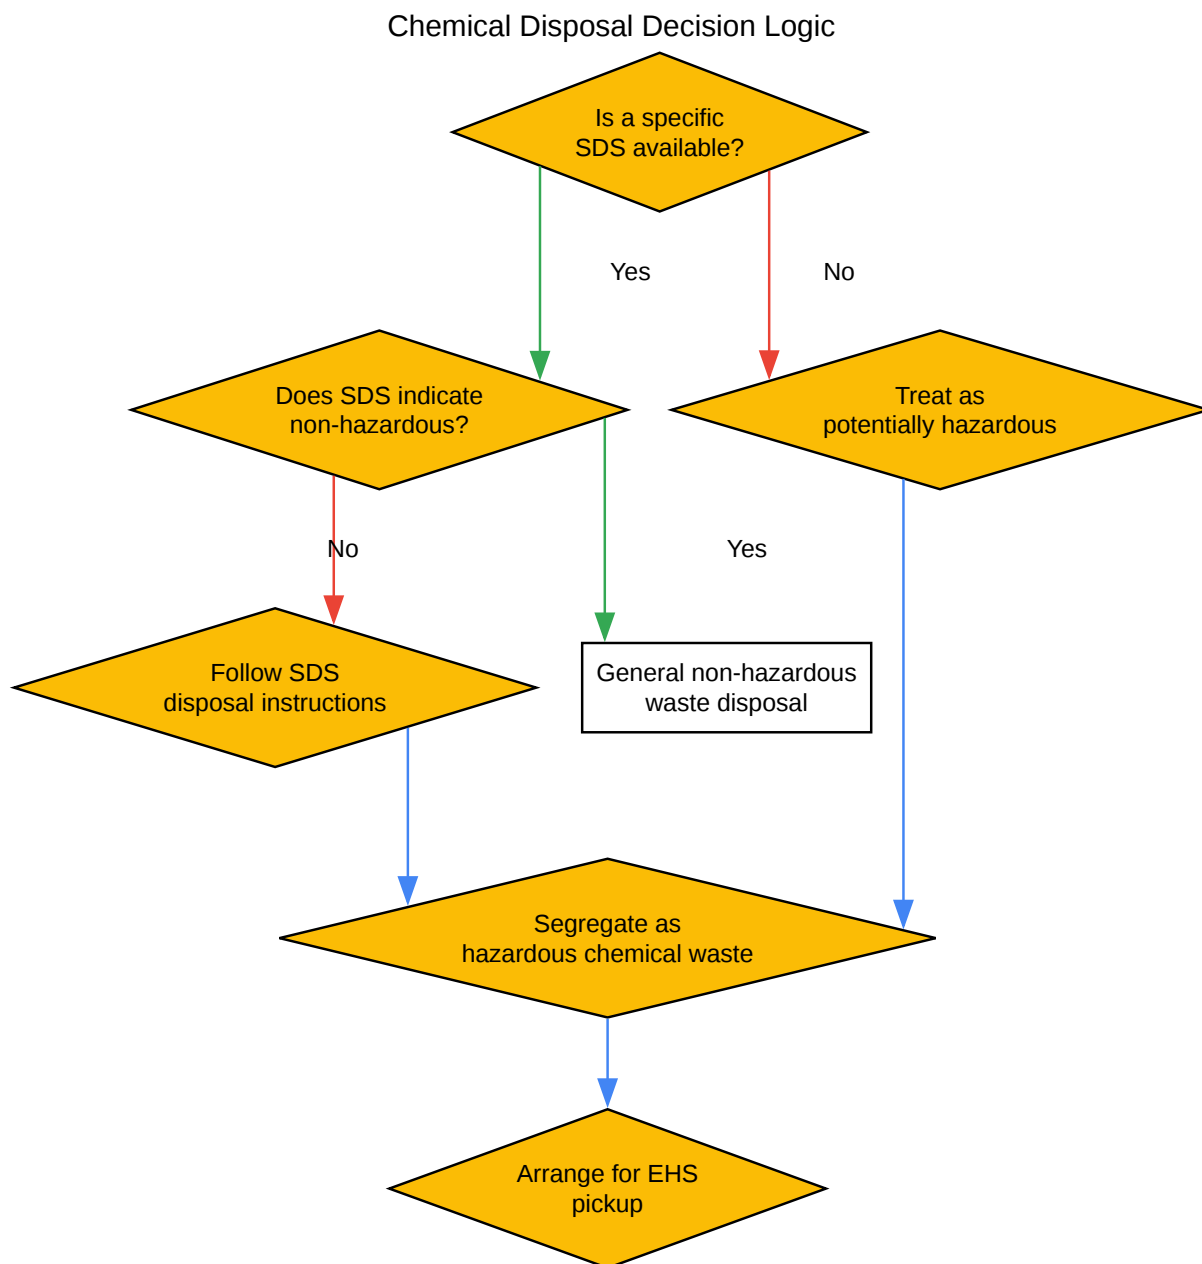 Chemical Disposal Decision Logic
Is a specific
SDS available?
Yes
No
Does SDS indicate
non-hazardous?
Treat as
potentially hazardous
No
Yes
Follow SDS
disposal instructions
General non-hazardous
waste disposal
Segregate as
hazardous chemical waste
Arrange for EHS
pickup